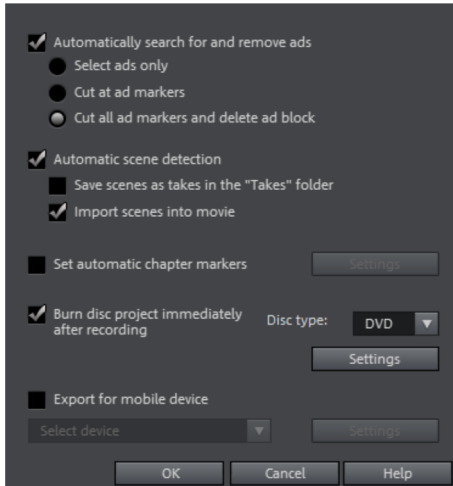 Automatically search for and remove ads
Select ads only
Cut at ad markers
Cut all ad markers and delete ad block
Automatic scene detection
Save scenes as takes in the "Takes" folder
Import scenes into movie
Set automatic chapter markers
Settings
Burn disc project immediately
after recording
Disc type:
DVD
Settings
Export for mobile device
Select device
Settings
OK
Cancel
Help